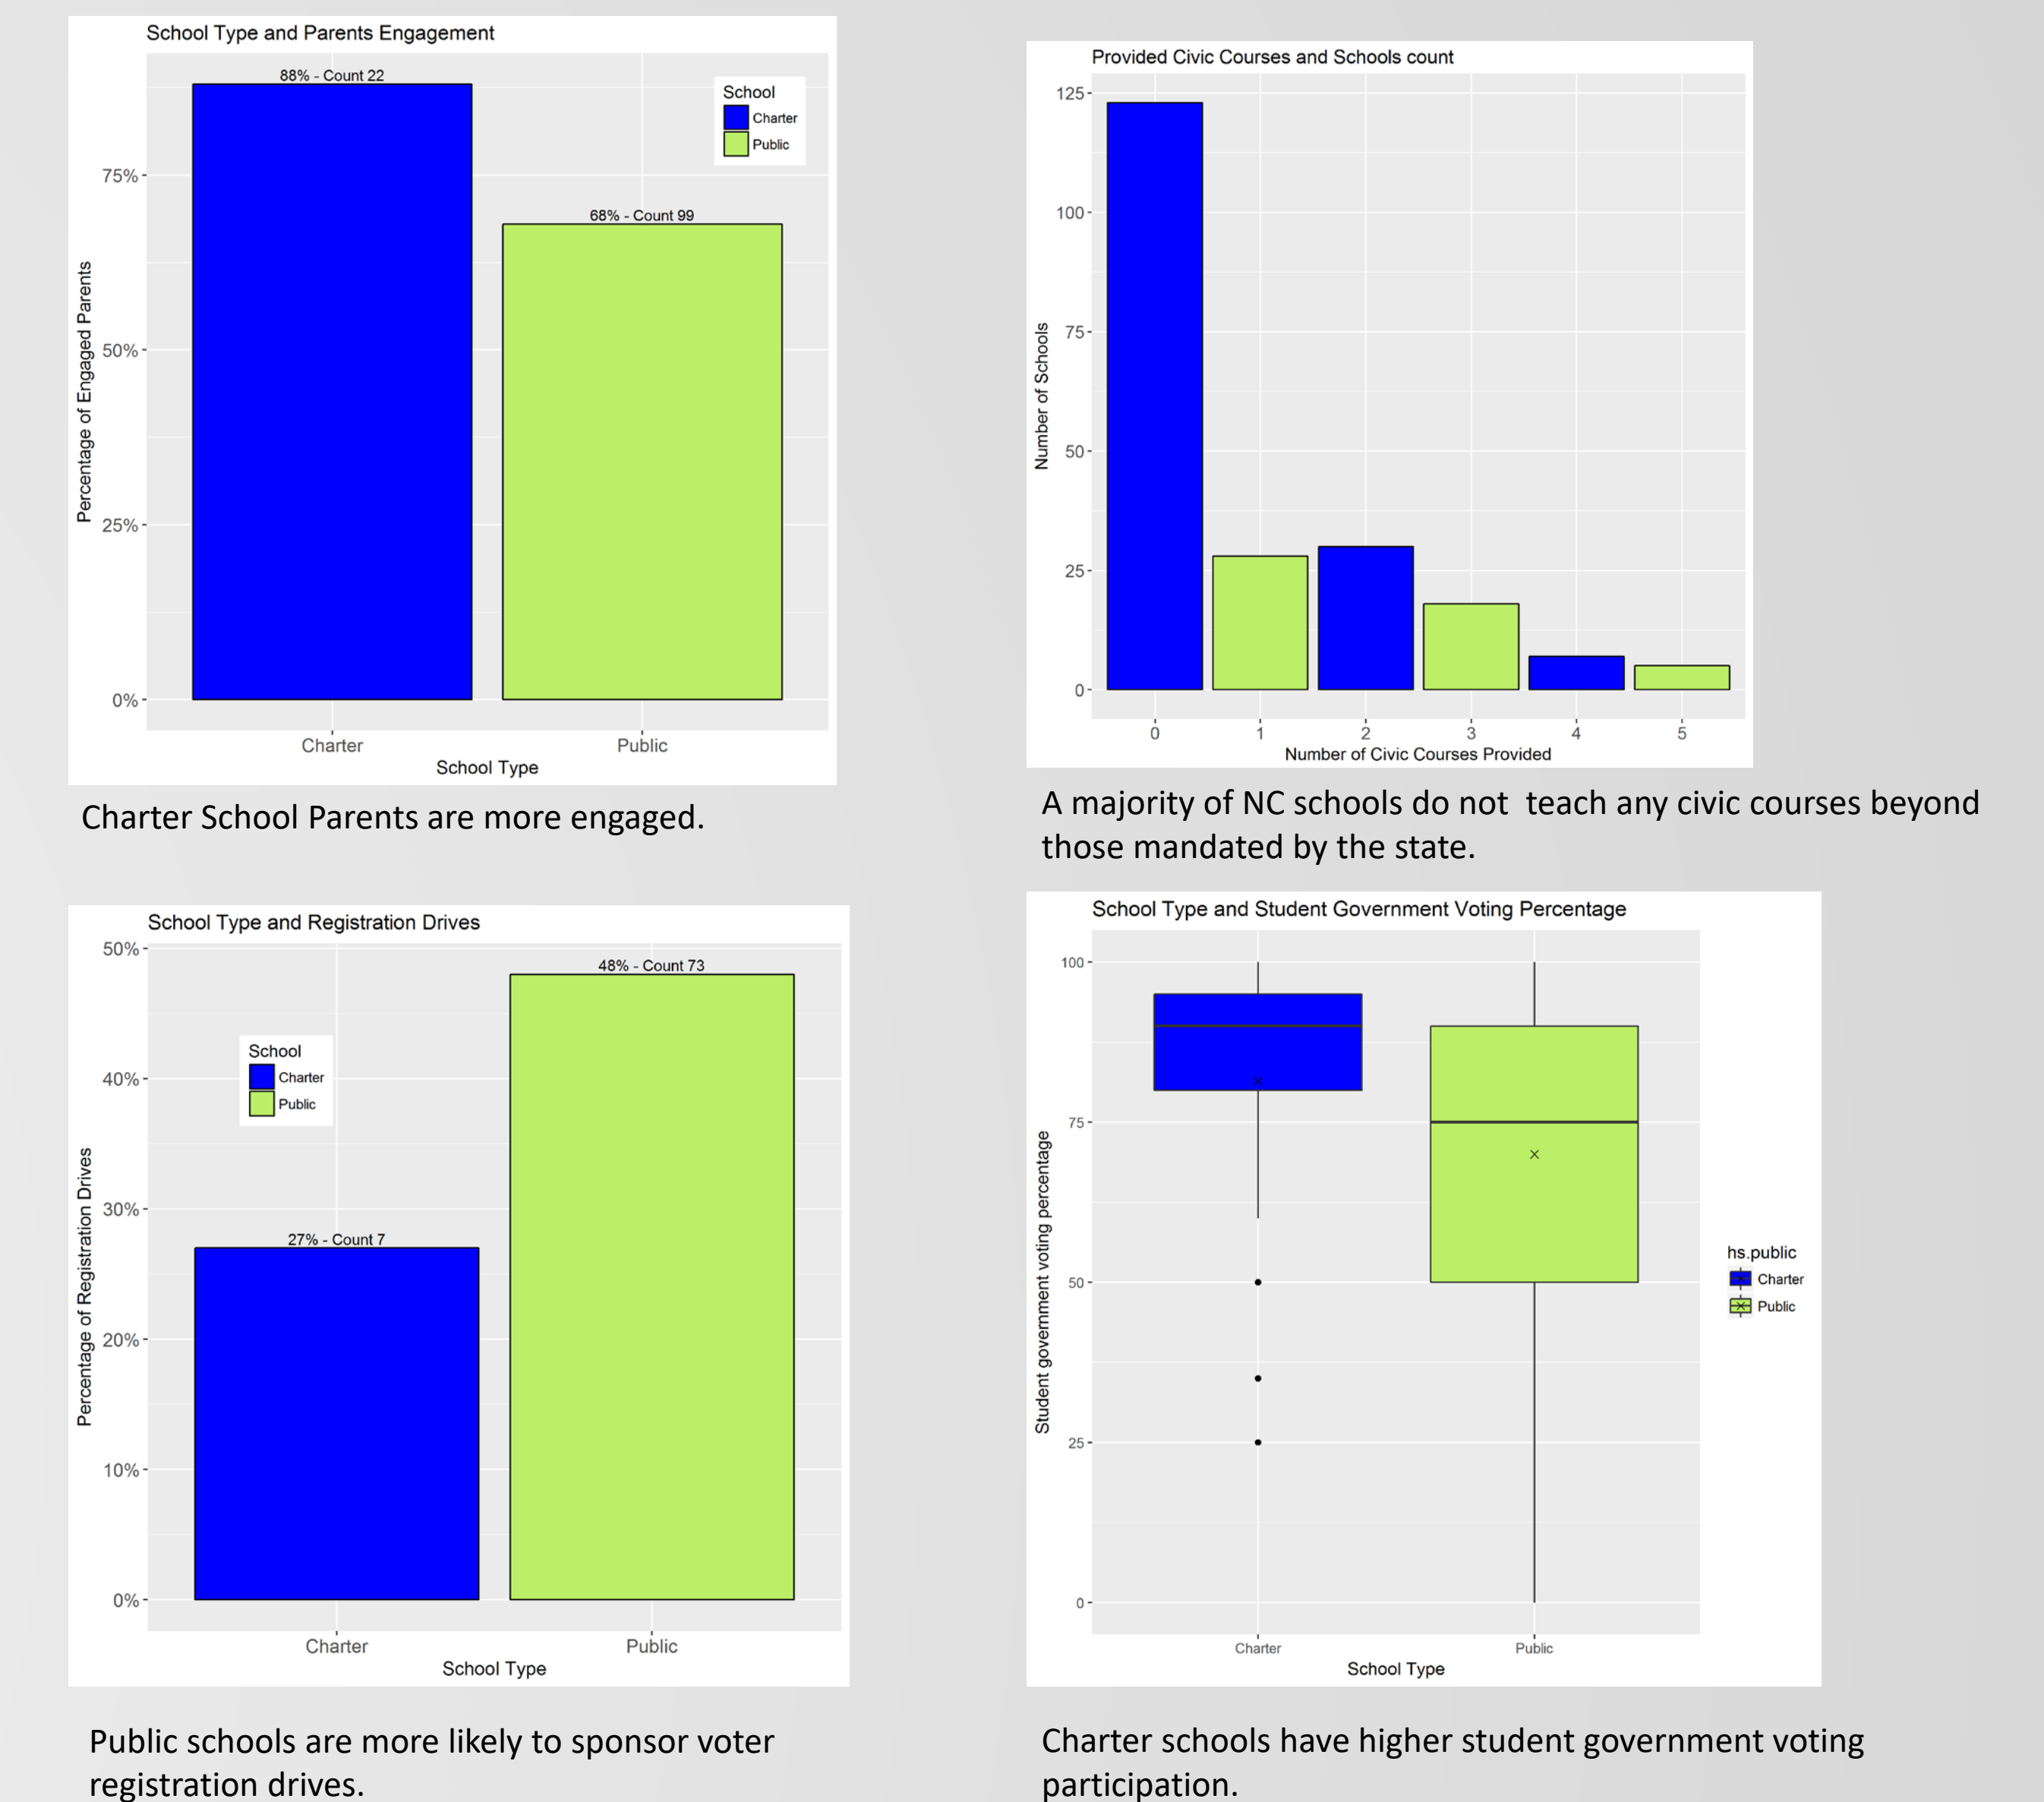 School Type and Parents Engagement
88% - Count 22
School
Charter
Public
68% - Count 99
75%
50%
25%
0%
Percentage of Engaged Parents
Charter
Public
School Type
Charter School Parents are more engaged.
Provided Civic Courses and Schools count
125
100
75
50
25
0
Number of Schools
0
1
2
3
4
5
Number of Civic Courses Provided
A majority of NC schools do not  teach any civic courses beyond
those mandated by the state.
School Type and Registration Drives
50%
48% - Count 73
School
Charter
Public
40%
30%
27% - Count 7
20%
10%
0%
Percentage of Registration Drives
Charter
Public
School Type
Public schools are more likely to sponsor voter
registration drives.
School Type and Student Government Voting Percentage
100
75
50
25
0
Student government voting percentage
hs.public
Charter
Public
Charter
Public
School Type
Charter schools have higher student government voting
participation.